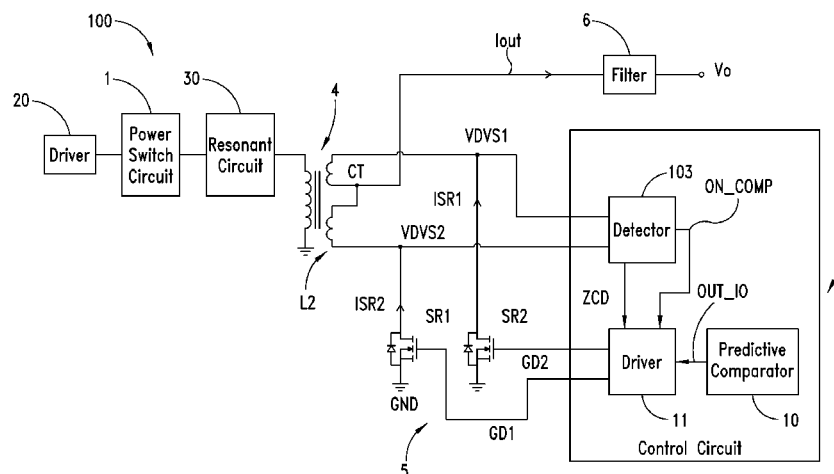 100
20
1
30
4
Iout
6
Driver
Power
Switch
Circuit
Resonant
Circuit
Filter
Vo
CT
VDVS1
103
ON_COMP
ISR1
Detector
VDVS2
L2
ZCD
OUT_IO
ISR2
SR1
SR2
Driver
Predictive
Comparator
GD2
GND
11
10
GD1
5
Control Circuit